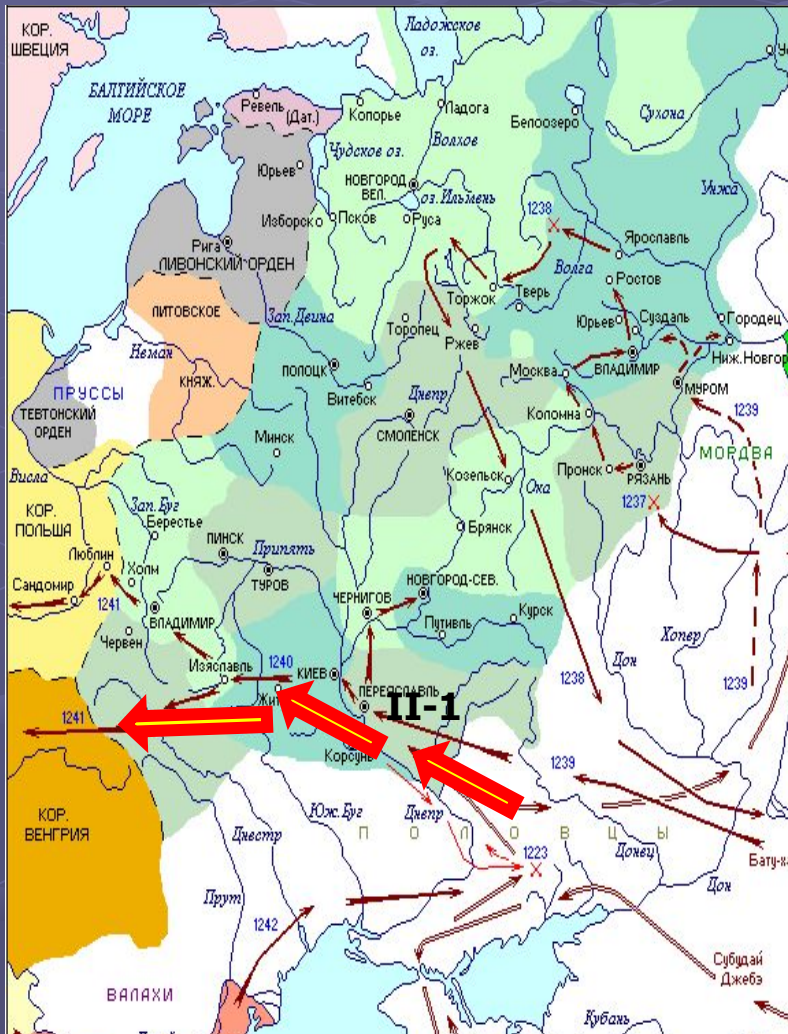 КОР.
ШВЕЦИЯ
Ладожское
оз.
БАЛТИЙСКОЕ
МОРЕ
Ревель
(Дат.)
Копорье
Ладога
Белоозеро
Сухона
Чудское оз.
Волхов
Юрьев
НОВГОРОД
ВЕЛ.
оз.Ильмень
Унжа
Изборск
Псков
Руса
1238
Ярославль
Рига
ЛИВОНСКИЙ ОРДЕН
Волга
Ростов
Торжок
Тверь
ЛИТОВСКОЕ
Зап.Двина
Торопец
Юрьев
Суздаль
Городец
Неман
Ржев
Ниж.Новгор
ПРУССЫ
КНЯЖ.
ПОЛОЦК
Москва
ВЛАДИМИР
ТЕВТОНСКИЙ
ОРДЕН
Витебск
Днепр
МУРОМ
СМОЛЕНСК
Коломна
1239
Минск
МОРДВА
Висла
Козельск
Пронск
РЯЗАНЬ
Зап.Буг
Ока
1237
КОР.
ПОЛЬША
Берестье
Брянск
ПИНСК
Припять
Люблин
Холм
ТУРОВ
НОВГОРОД-СЕВ.
Сандомир
ЧЕРНИГОВ
1241
ВЛАДИМИР
Путивль
Курск
Хопер
Червен
Дон
Изяславль
1240
КИЕВ
1238
1239
Жит
ПЕРЕЯСЛАВЛЬ
II-1
1241
Корсунь
1239
КОР.
ВЕНГРИЯ
Днестр
Юж.Буг
Днепр
ПОЛОВЦЫ
1223
Донец
Бату-ха
Дон
Прут
1242
Субудай
Джебэ
ВАЛАХИ
Кубань